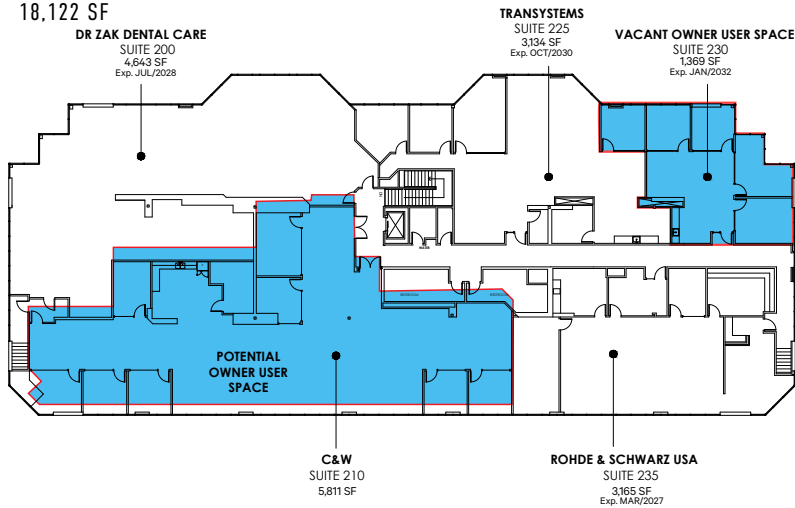 18,122 SF
DR ZAK DENTAL CARE
SUITE 200
4,643 SF
Exp. JUL/2028
TRANSYSTEMS
SUITE 225
3,134 SF
Exp. OCT/2030
VACANT OWNER USER SPACE
SUITE 230
1,369 SF
Exp. JAN/2032
POTENTIAL
OWNER USER
SPACE
C&W
SUITE 210
5,811 SF
ROHDE & SCHWARZ USA
SUITE 235
3,165 SF
Exp. MAR/2027